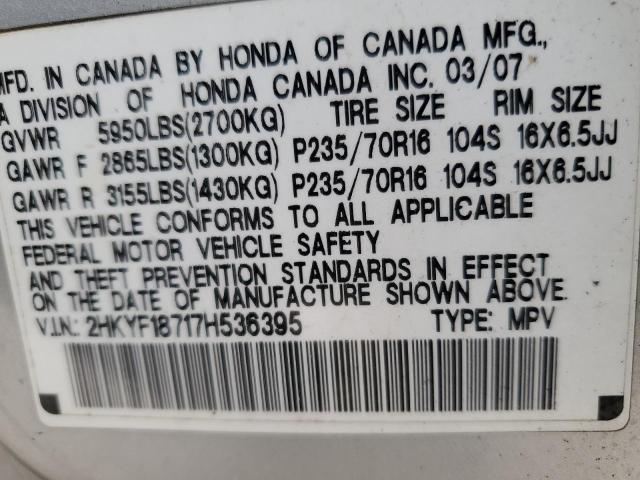 MFD. IN CANADA BY HONDA OF CANADA MFG.,
A DIVISION OF HONDA CANADA INC. 03/07
GVWR 5950LBS(2700KG) TIRE SIZE RIM SIZE
GAWR F 2865LBS(1300KG) P235/70R16 104S 16X6.5JJ
GAWR R 3155LBS(1430KG) P235/70R16 104S 16X6.5JJ
THIS VEHICLE CONFORMS TO ALL APPLICABLE
FEDERAL MOTOR VEHICLE SAFETY
AND THEFT PREVENTION STANDARDS IN EFFECT
ON THE DATE OF MANUFACTURE SHOWN ABOVE.
V.I.N.: 2HKYF18717H536395 TYPE: MPV